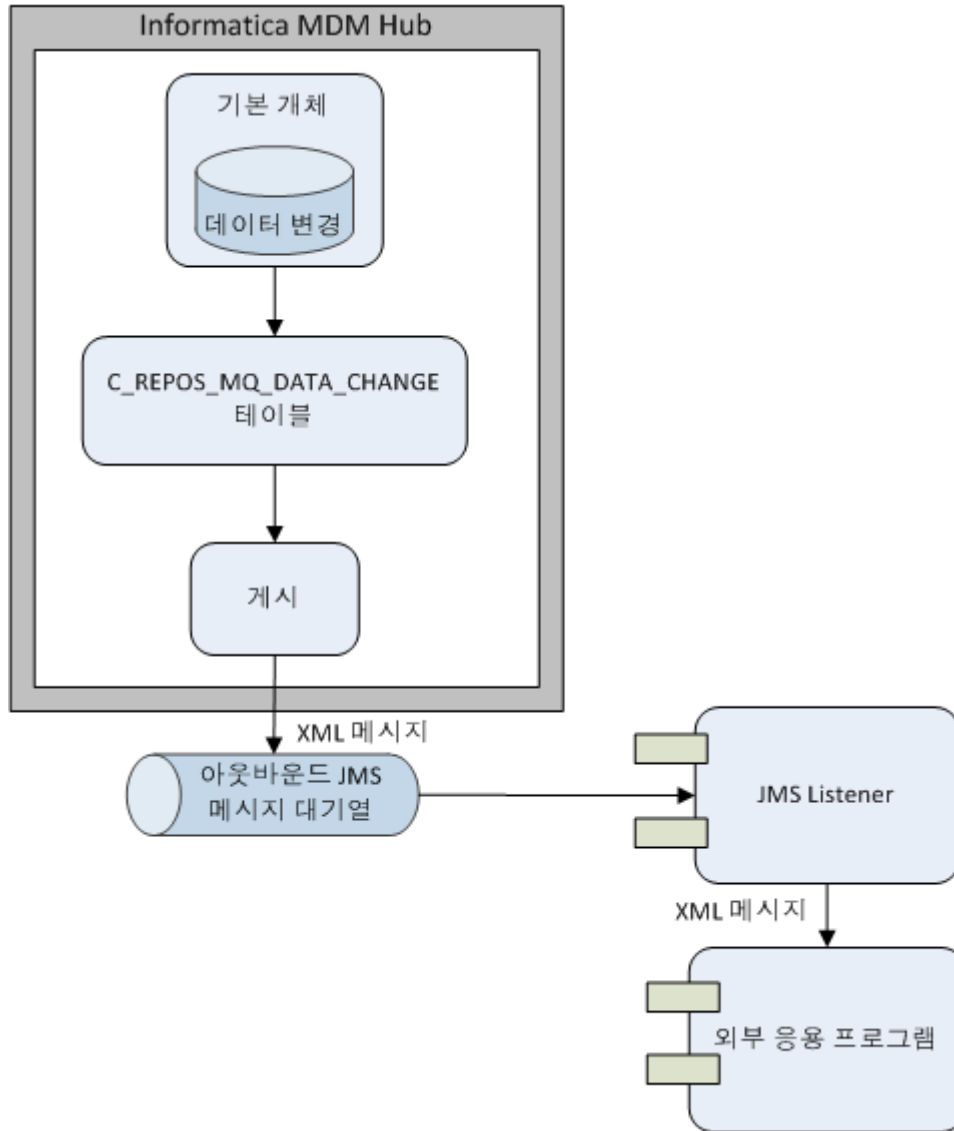 Informatica MDM Hub
기본 개체
데이터 변경
C_REPOS_MQ_DATA_CHANGE
테이블
게시
XML 메시지
아웃바운드 JMS
메시지 대기열
JMS Listener
XML 메시지
외부 응용 프로그램